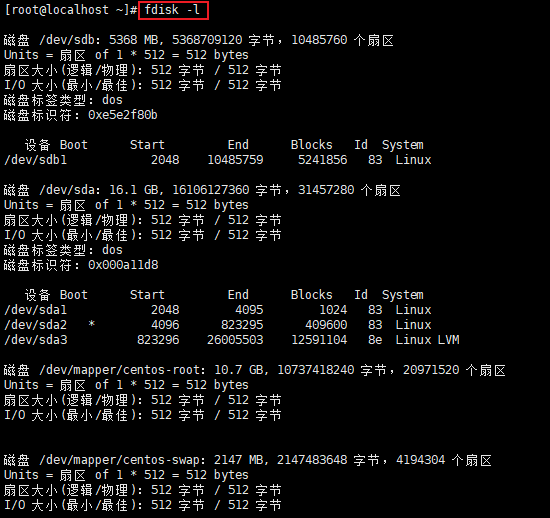 [root@localhost ~]# fdisk -l
磁盘 /dev/sdb: 5368 MB, 5368709120 字节，10485760 个扇区
Units = 扇区 of 1 * 512 = 512 bytes
扇区大小(逻辑/物理): 512 字节 / 512 字节
I/O 大小(最小/最佳): 512 字节 / 512 字节
磁盘标签类型: dos
磁盘标识符: 0xe5e2f80b
设备 Boot Start End Blocks Id System
/dev/sdb1 2048 10485759 5241856 83 Linux
磁盘 /dev/sda: 16.1 GB, 16106127360 字节，31457280 个扇区
Units = 扇区 of 1 * 512 = 512 bytes
扇区大小(逻辑/物理): 512 字节 / 512 字节
I/O 大小(最小/最佳): 512 字节 / 512 字节
磁盘标签类型: dos
磁盘标识符: 0x000a11d8
设备 Boot Start End Blocks Id System
/dev/sda1 2048 4095 1024 83 Linux
/dev/sda2 * 4096 823295 409600 83 Linux
/dev/sda3 823296 26005503 12591104 8e Linux LVM
磁盘 /dev/mapper/centos-root: 10.7 GB, 10737418240 字节，20971520 个扇区
Units = 扇区 of 1 * 512 = 512 bytes
扇区大小(逻辑/物理): 512 字节 / 512 字节
I/O 大小(最小/最佳): 512 字节 / 512 字节
磁盘 /dev/mapper/centos-swap: 2147 MB, 2147483648 字节，4194304 个扇区
Units = 扇区 of 1 * 512 = 512 bytes
扇区大小(逻辑/物理): 512 字节 / 512 字节
I/O 大小(最小/最佳): 512 字节 / 512 字节